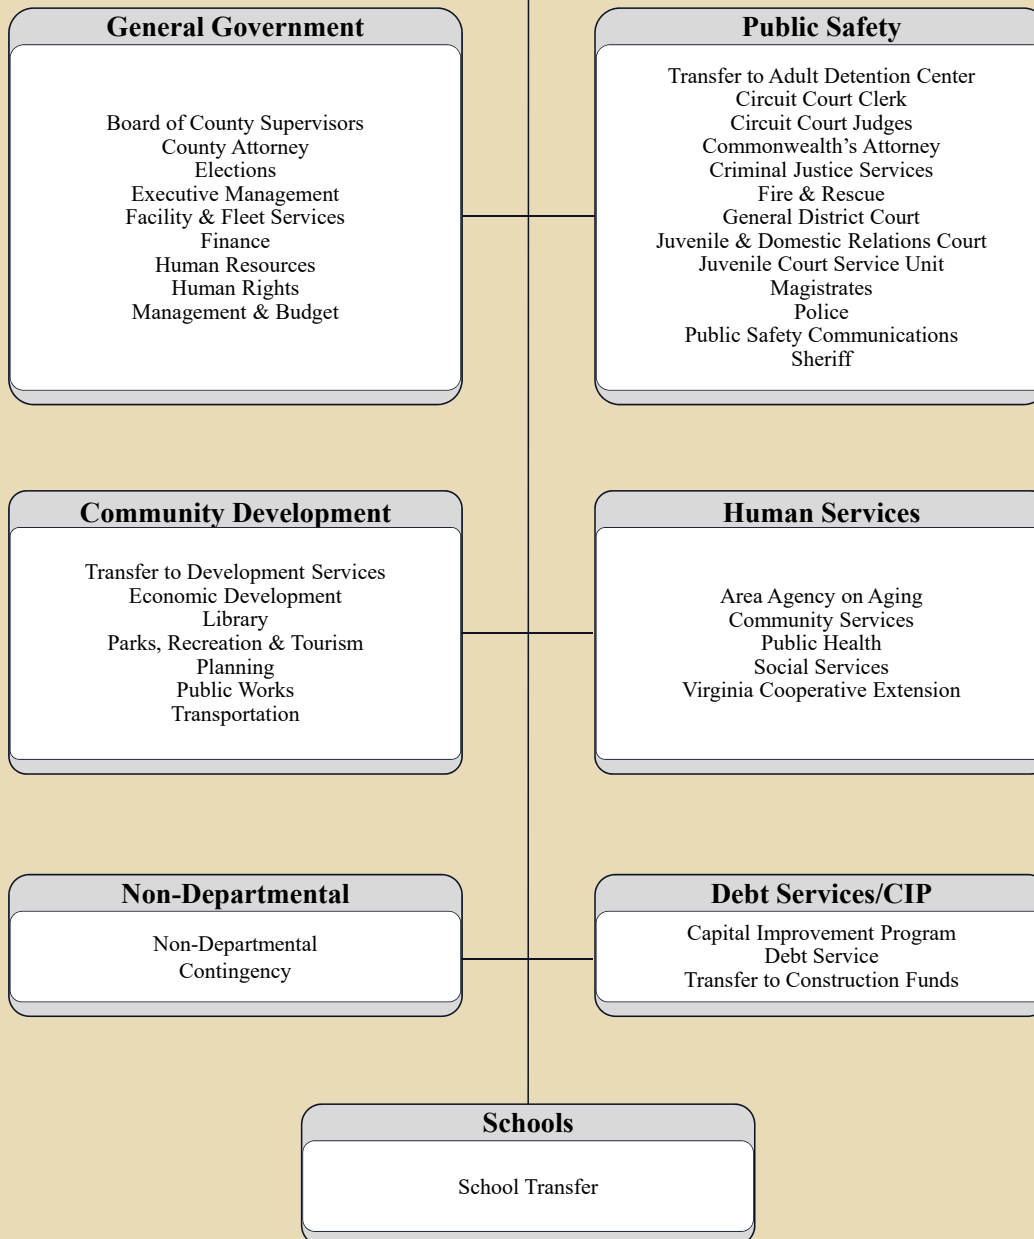 General Government
Board of County Supervisors
County Attorney
Elections
Executive Management
Facility & Fleet Services
Finance
Human Resources
Human Rights
Management & Budget
Public Safety
Transfer to Adult Detention Center
Circuit Court Clerk
Circuit Court Judges
Commonwealth’s Attorney
Criminal Justice Services
Fire & Rescue
General District Court
Juvenile & Domestic Relations Court
Juvenile Court Service Unit
Magistrates
Police
Public Safety Communications
Sheriff
Community Development
Transfer to Development Services
Economic Development
Library
Parks, Recreation & Tourism
Planning
Public Works
Transportation
Human Services
Area Agency on Aging
Community Services
Public Health
Social Services
Virginia Cooperative Extension
Non-Departmental
Non-Departmental
Contingency
Debt Services/CIP
Capital Improvement Program
Debt Service
Transfer to Construction Funds
Schools
School Transfer